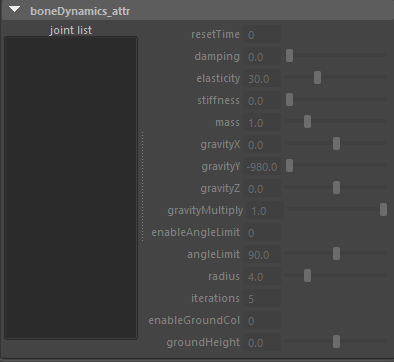 boneDynamics_attr
joint list
resetTime 0
damping 0.0
elasticity 30.0
stiffness 0.0
mass 1.0
gravityX 0.0
gravityY -980.0
gravityZ 0.0
gravityMultiply 1.0
enableAngleLimit 0
angleLimit 90.0
radius 4.0
iterations 5
enableGroundCol 0
groundHeight 0.0